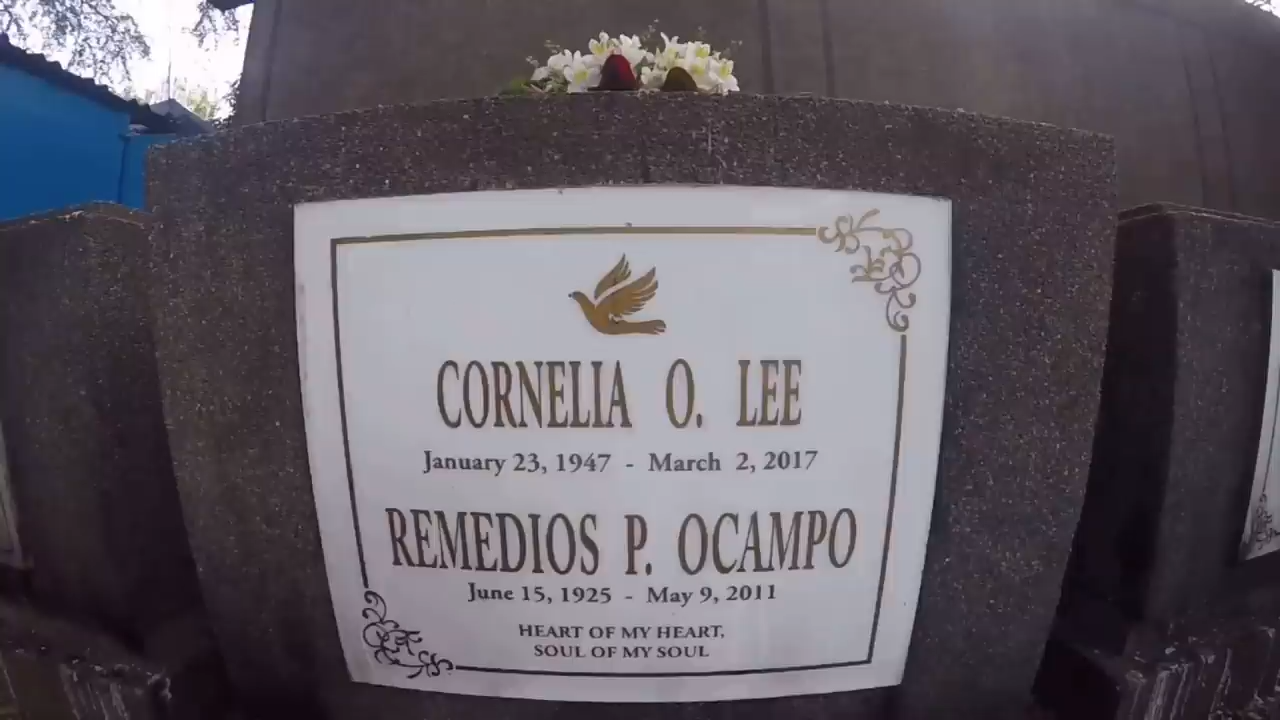 CORNELIA O. LEE
January 23, 1947 - March 2, 2017
REMEDIOS P. OCAMPO
June 15, 1925 - May 9, 2011
HEART OF MY HEART,
SOUL OF MY SOUL